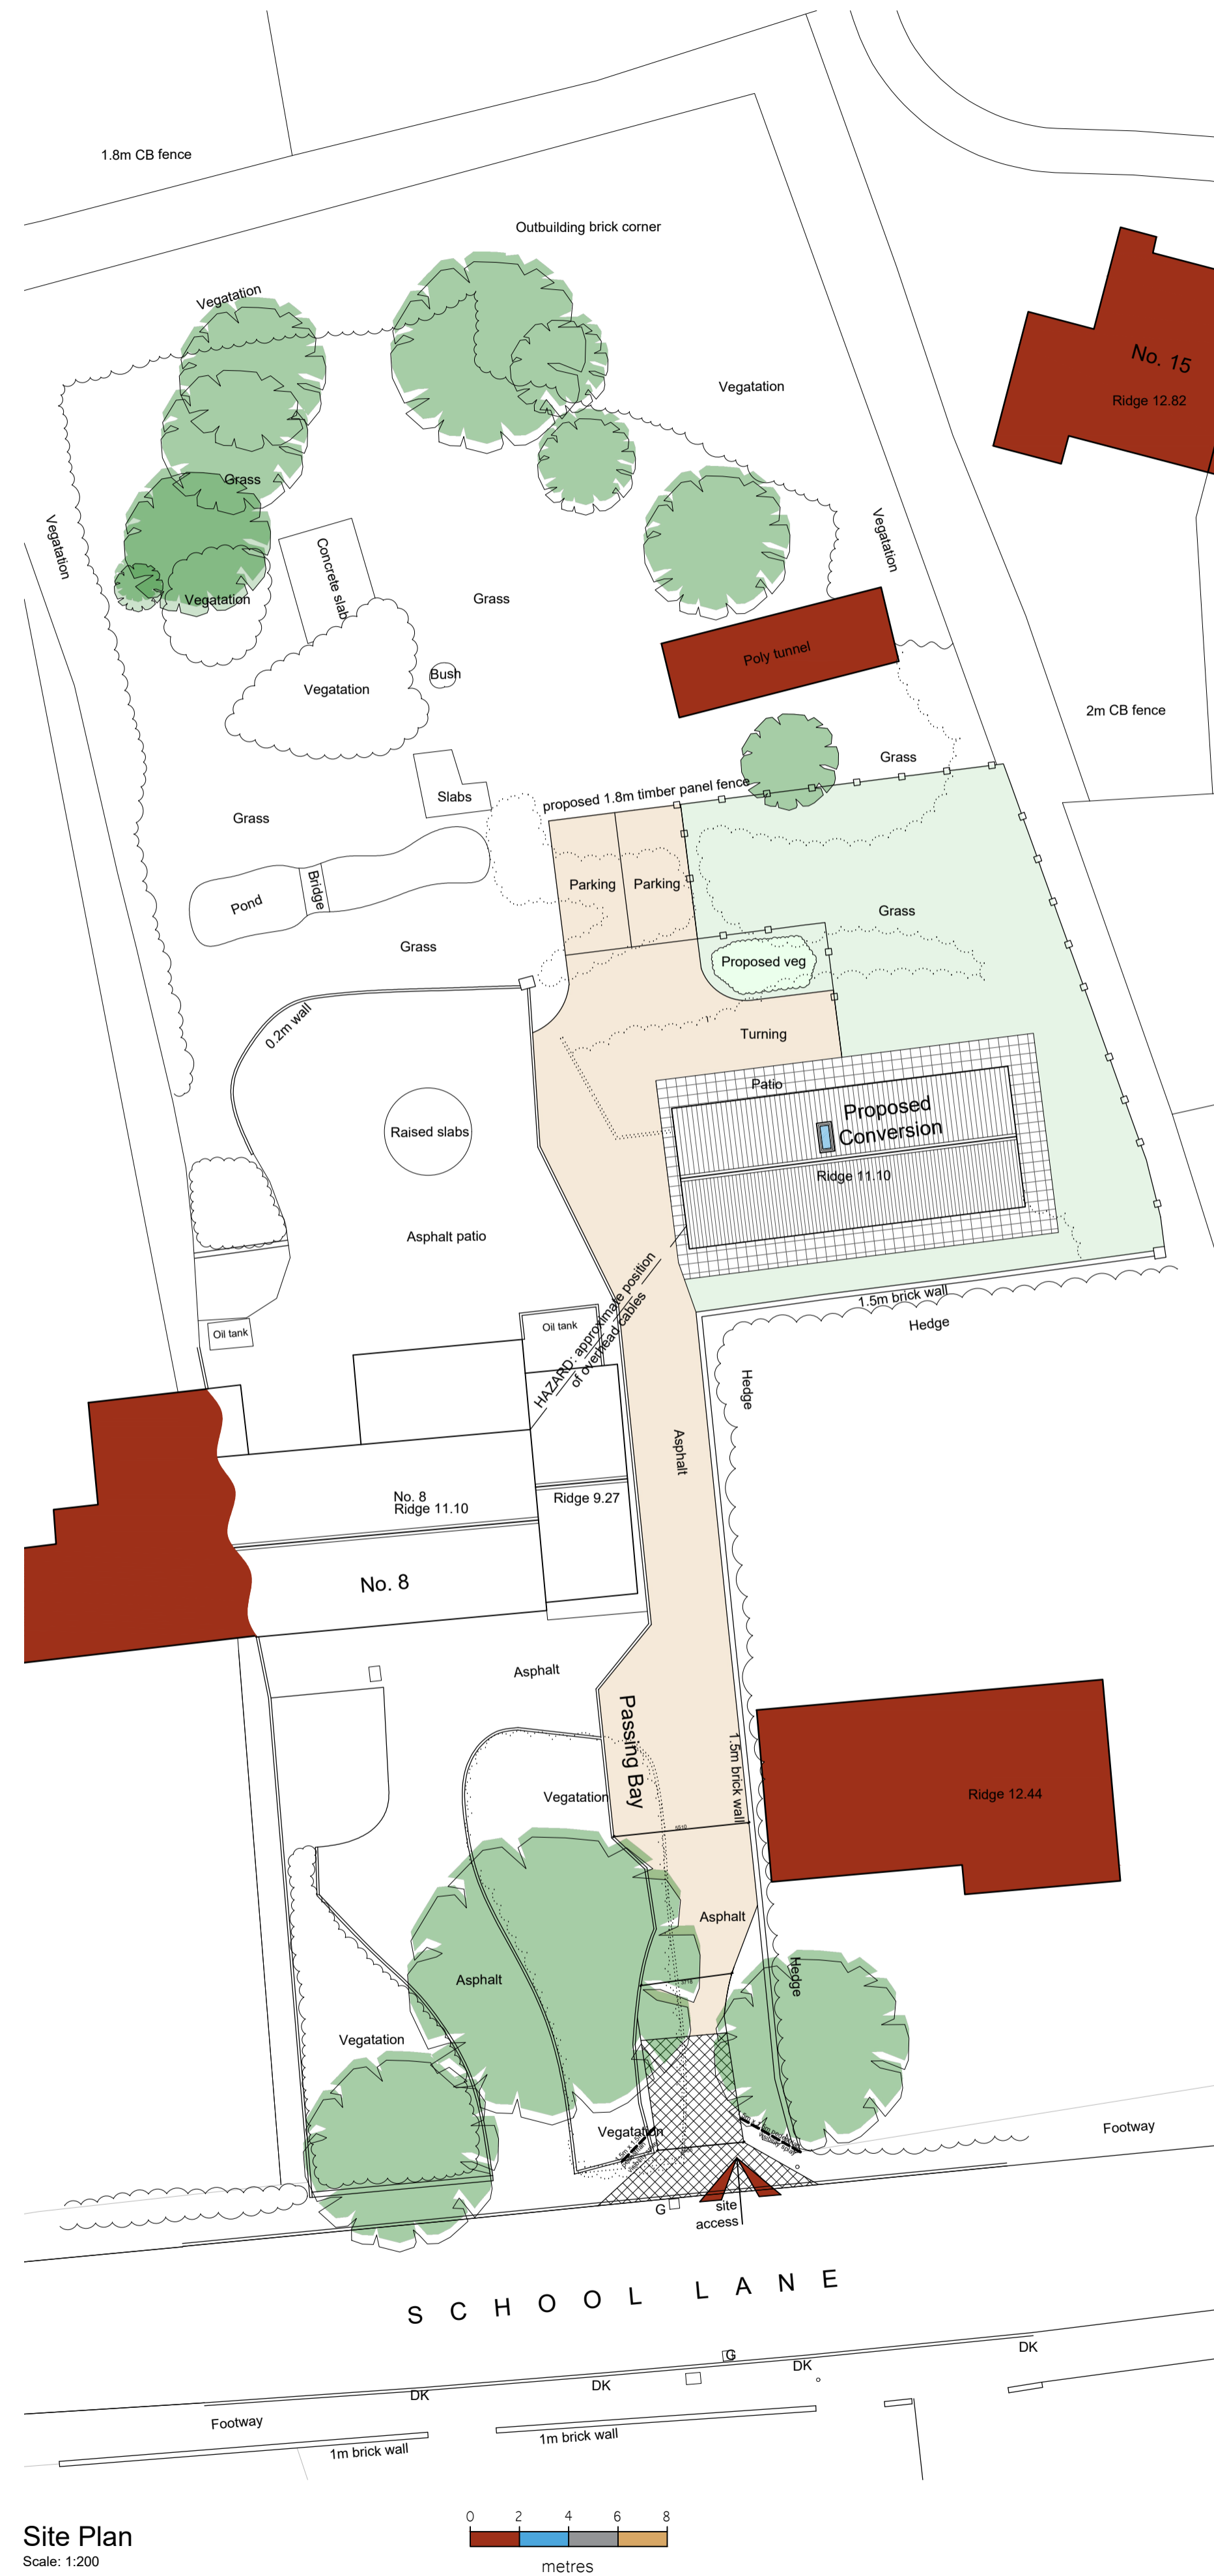 1.8m CB fence
Outbuilding brick corner
Vegatation
No. 15
Ridge 12.82
Vegatation
Grass
Vegatation
Vegatation
Concrete slab
Vegatation
Grass
Poly tunnel
Bush
Vegatation
2m CB fence
Grass
Slabs
proposed 1.8m timber panel fence
Grass
Parking
Parking
Bridge
Pond
Grass
Grass
Proposed veg
0.2m wall
Turning
Patio
Proposed
Conversion
Raised slabs
Ridge 11.10
Asphalt patio
HAZARD: approximate position
of overhead cables
1.5m brick wall
Hedge
Oil tank
Oil tank
Hedge
Asphalt
No. 8
Ridge 11.10
Ridge 9.27
No. 8
Asphalt
Passing Bay
1.5m brick wall
Vegatation
Ridge 12.44
Asphalt
Asphalt
Hedge
Vegatation
Vegatation
Footway
G
site
access
SCHOOL LANE
G
DK
DK
DK
DK
Footway
1m brick wall
1m brick wall
Site Plan
Scale: 1:200
0 2 4 6 8
metres